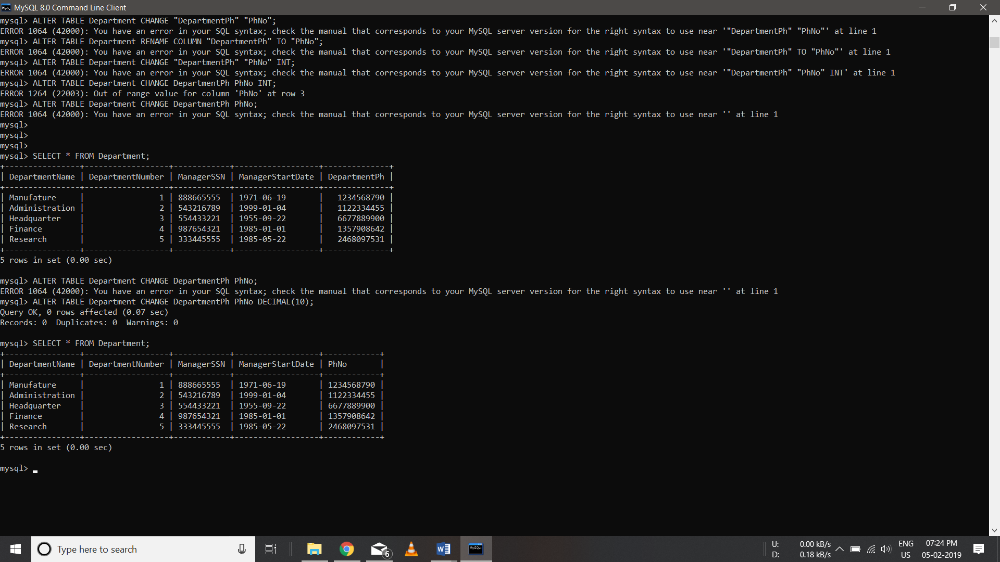 MySQL 8.0 Command Line Client
mysql> ALTER TABLE Department CHANGE "DepartmentPh" "PhNo";
ERROR 1064 (42000): You have an error in your SQL syntax; check the manual that corresponds to your MySQL server version for the right syntax to use near '"DepartmentPh" "PhNo"' at line 1
mysql> ALTER TABLE Department RENAME COLUMN "DepartmentPh" TO "PhNo";
ERROR 1064 (42000): You have an error in your SQL syntax; check the manual that corresponds to your MySQL server version for the right syntax to use near '"DepartmentPh" TO "PhNo"' at line 1
mysql> ALTER TABLE Department CHANGE "DepartmentPh" "PhNo" INT;
ERROR 1064 (42000): You have an error in your SQL syntax; check the manual that corresponds to your MySQL server version for the right syntax to use near '"DepartmentPh" "PhNo" INT' at line 1
mysql> ALTER TABLE Department CHANGE DepartmentPh PhNo INT;
ERROR 1264 (22003): Out of range value for column 'PhNo' at row 3
mysql> ALTER TABLE Department CHANGE DepartmentPh PhNo;
ERROR 1064 (42000): You have an error in your SQL syntax; check the manual that corresponds to your MySQL server version for the right syntax to use near '' at line 1
mysql>
mysql>
mysql>
mysql> SELECT * FROM Department;
+----------------+------------------+------------+------------------+--------------+
| DepartmentName | DepartmentNumber | ManagerSSN | ManagerStartDate | DepartmentPh |
+----------------+------------------+------------+------------------+--------------+
| Manufature     |                1 | 888665555  | 1971-06-19       |   1234568790 |
| Administration |                2 | 543216789  | 1999-01-04       |   1122334455 |
| Headquarter    |                3 | 554433221  | 1955-09-22       |   6677889900 |
| Finance        |                4 | 987654321  | 1985-01-01       |   1357908642 |
| Research       |                5 | 333445555  | 1985-05-22       |   2468097531 |
+----------------+------------------+------------+------------------+--------------+
5 rows in set (0.00 sec)
mysql> ALTER TABLE Department CHANGE DepartmentPh PhNo;
ERROR 1064 (42000): You have an error in your SQL syntax; check the manual that corresponds to your MySQL server version for the right syntax to use near '' at line 1
mysql> ALTER TABLE Department CHANGE DepartmentPh PhNo DECIMAL(10);
Query OK, 0 rows affected (0.07 sec)
Records: 0  Duplicates: 0  Warnings: 0
mysql> SELECT * FROM Department;
+----------------+------------------+------------+------------------+------------+
| DepartmentName | DepartmentNumber | ManagerSSN | ManagerStartDate | PhNo       |
+----------------+------------------+------------+------------------+------------+
| Manufature     |                1 | 888665555  | 1971-06-19       | 1234568790 |
| Administration |                2 | 543216789  | 1999-01-04       | 1122334455 |
| Headquarter    |                3 | 554433221  | 1955-09-22       | 6677889900 |
| Finance        |                4 | 987654321  | 1985-01-01       | 1357908642 |
| Research       |                5 | 333445555  | 1985-05-22       | 2468097531 |
+----------------+------------------+------------+------------------+------------+
5 rows in set (0.00 sec)
mysql> _
Type here to search
6
MySQL
U: 0.00 kB/s
D: 0.18 kB/s
ENG
US
07:24 PM
05-02-2019